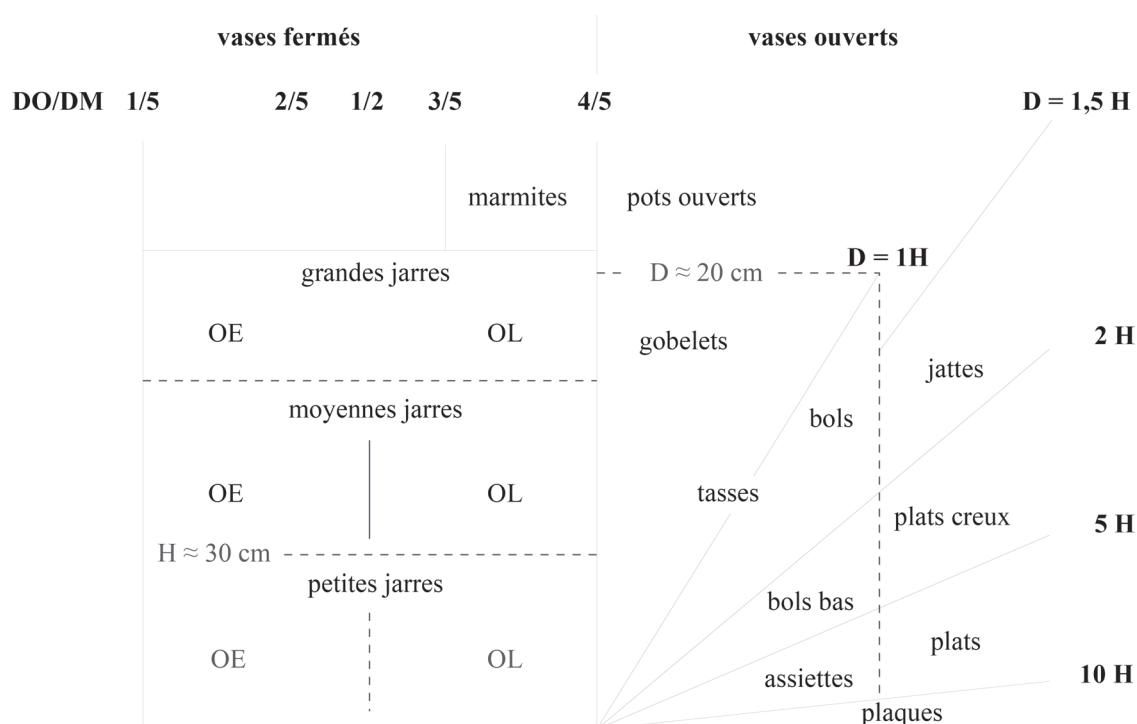 vases fermés vases ouverts
DO/DM 1/5 2/5 1/2 3/5 4/5 D = 1,5 H
marmites pots ouverts
D = 1H
grandes jarres D ≈ 20 cm
OE OL gobelets 2 H
jattes
moyennes jarres bols
OE OL tasses
plats creux 5 H
H ≈ 30 cm
petites jarres bols bas
plats
OE OL assiettes 10 H
plaques